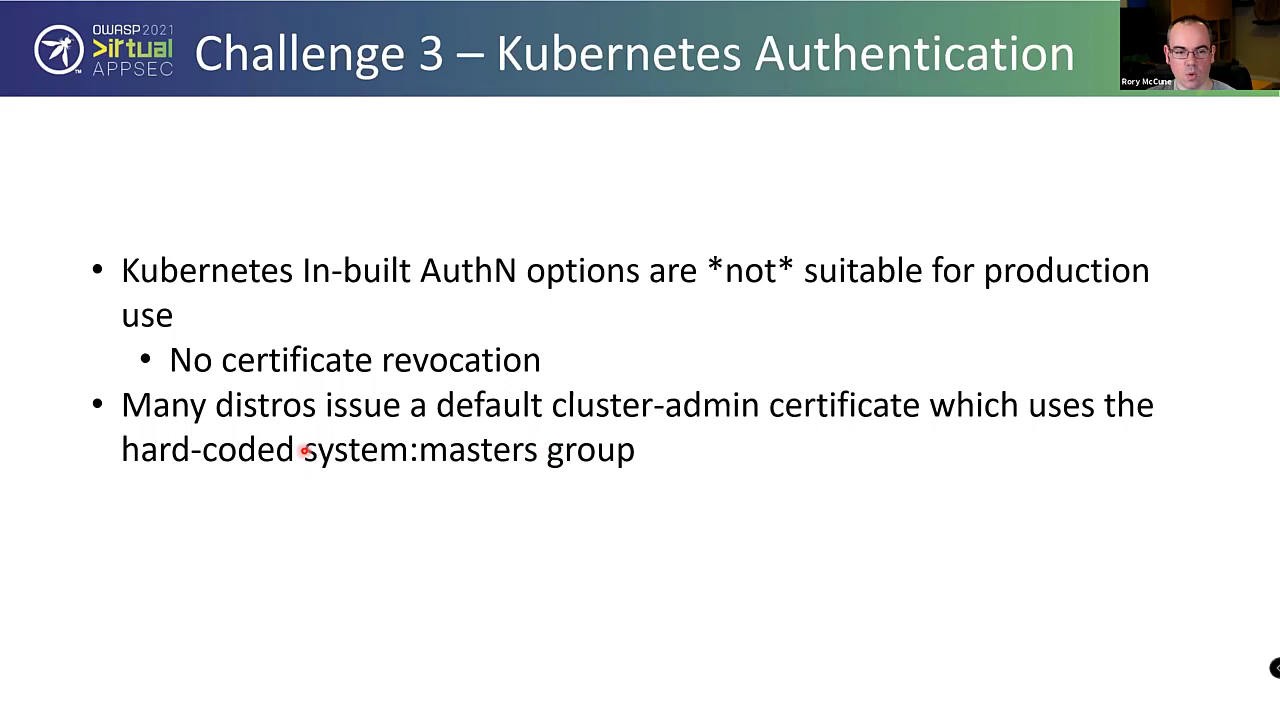 OWASP 2021
>irtual
APPSEC
TM
Challenge 3 – Kubernetes Authentication
Rory McCune
• Kubernetes In-built AuthN options are *not* suitable for production
use
• No certificate revocation
• Many distros issue a default cluster-admin certificate which uses the
hard-coded system:masters group